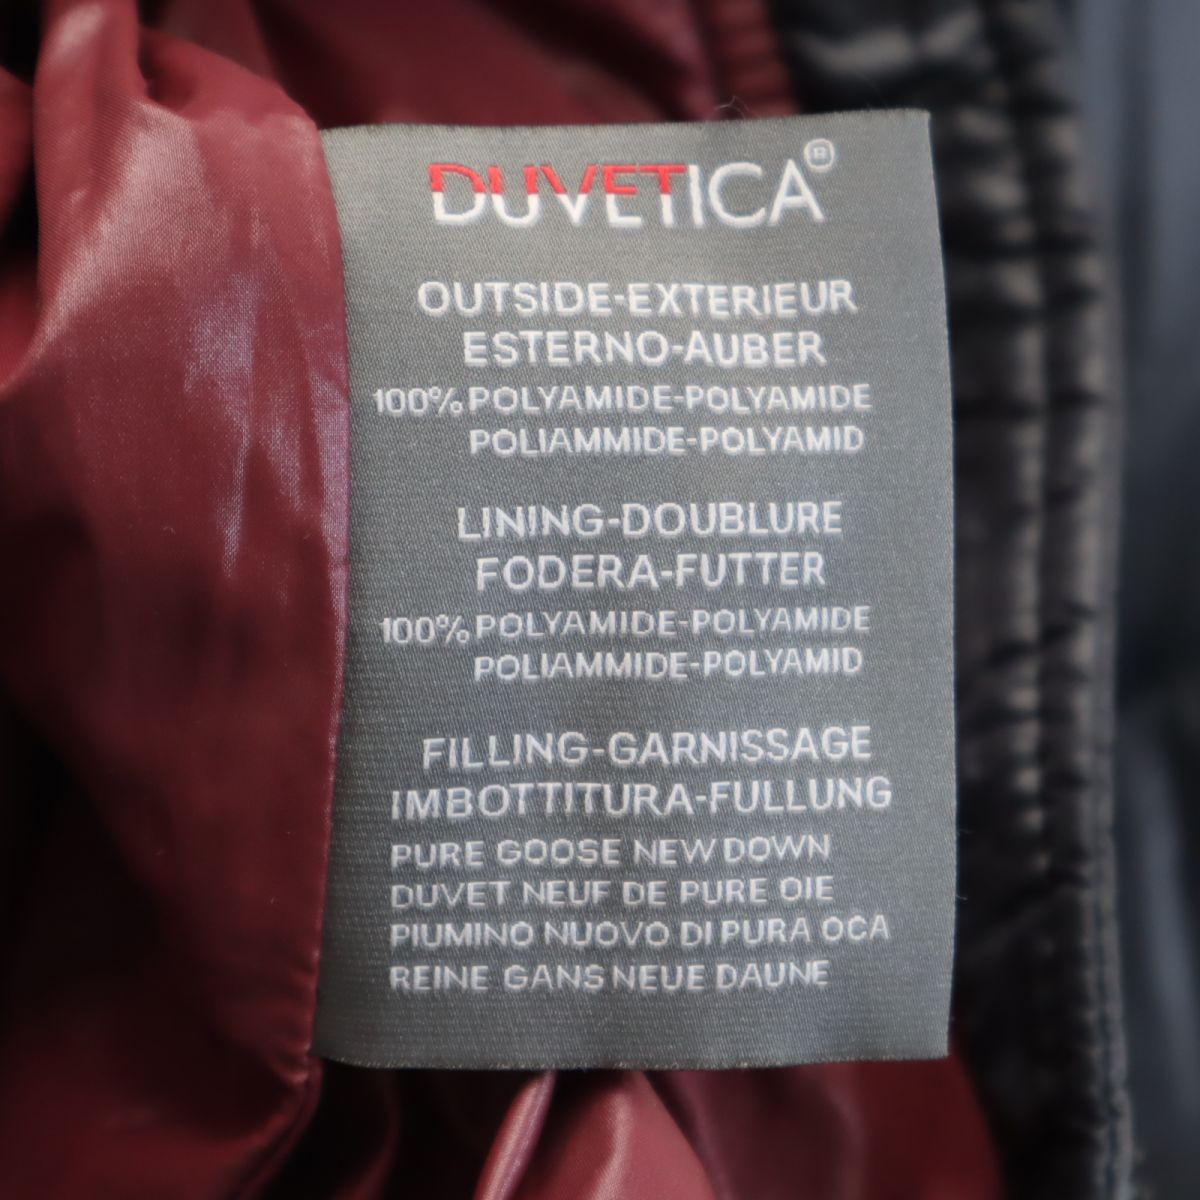 DUVETICA®
OUTSIDE-EXTERIEUR
ESTERNO-AUBER
100% POLYAMIDE-POLYAMIDE
POLIAMMIDE-POLYAMID
LINING-DOUBLURE
FODERA-FUTTER
100% POLYAMIDE-POLYAMIDE
POLIAMMIDE-POLYAMID
FILLING-GARNISSAGE
IMBOTTITURA-FULLUNG
PURE GOOSE NEW DOWN
DUVET NEUF DE PURE OIE
PIUMINO NUOVO DI PURA OCA
REINE GANS NEUE DAUNE